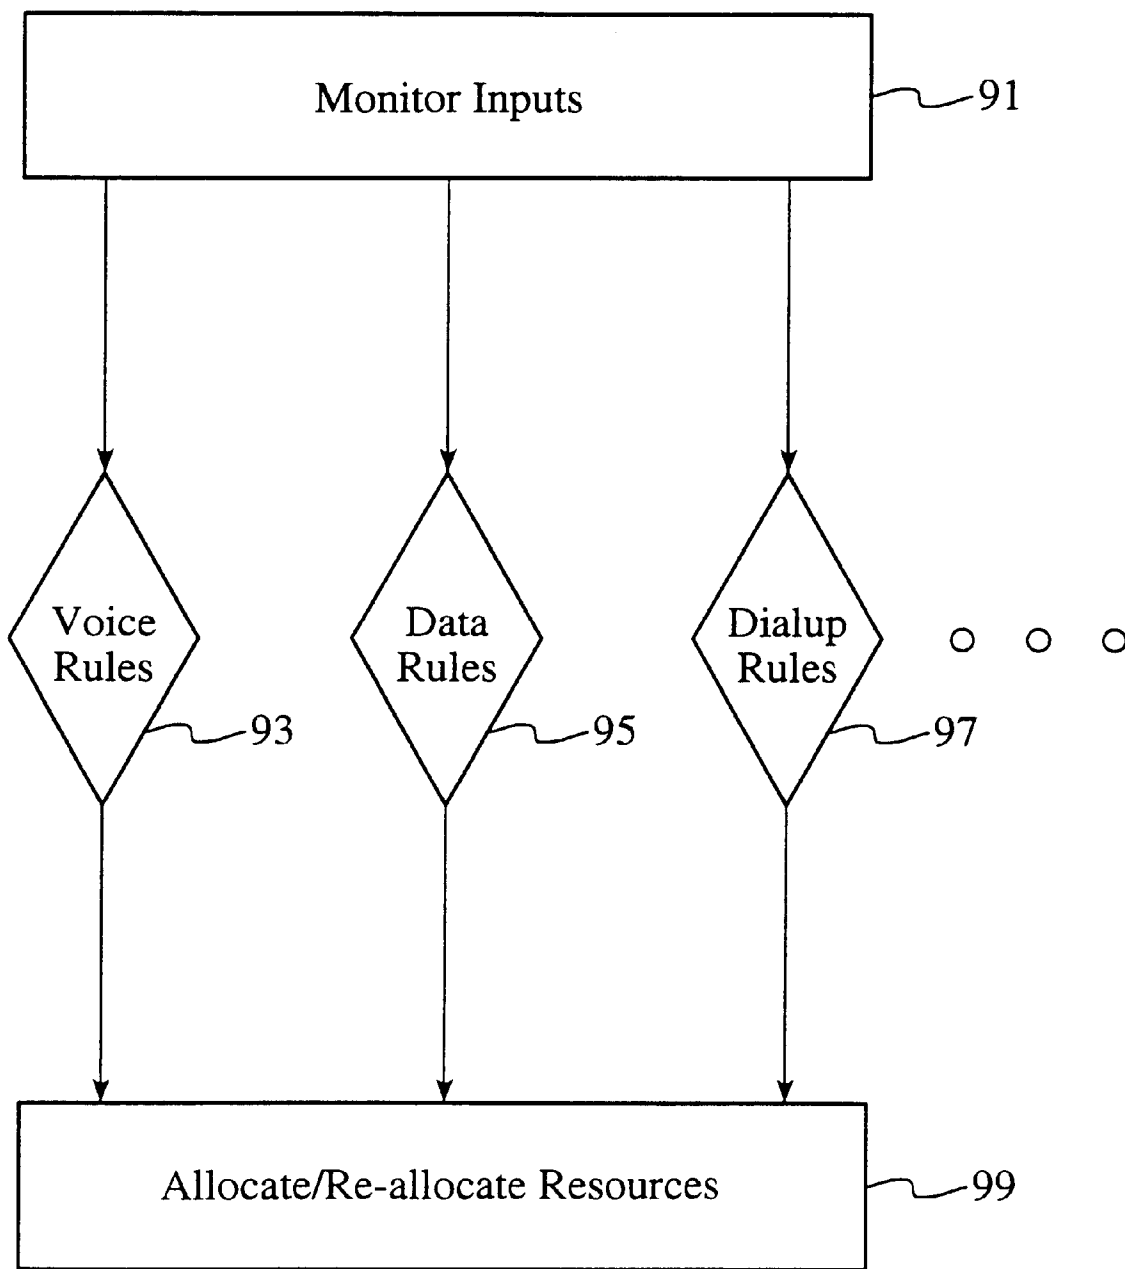 Monitor Inputs
91
Voice
Rules
93
Data
Rules
95
Dialup
Rules
97
Allocate/Re-allocate Resources
99